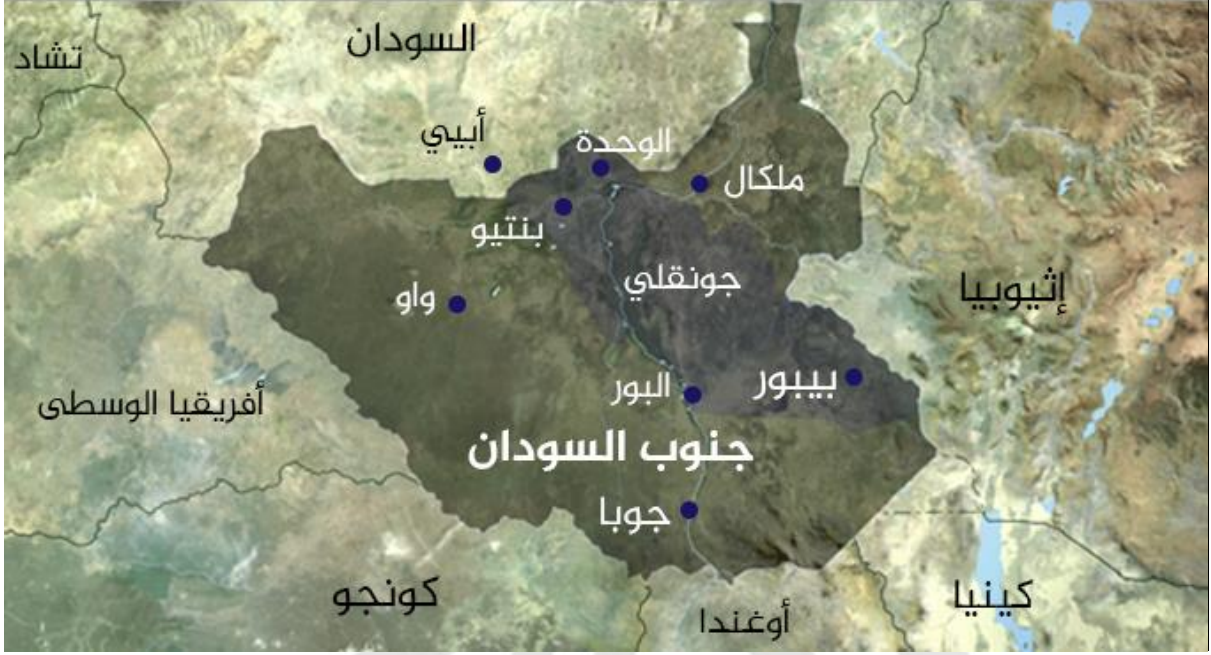 السودان
تشاد
أبيي
الوحدة
ملكال
بنتيو
جونقلي
إثيوبيا
واو
بيبور
البور
أفريقيا الوسطى
جنوب السودان
جوبا
كونجو
كينيا
أوغندا